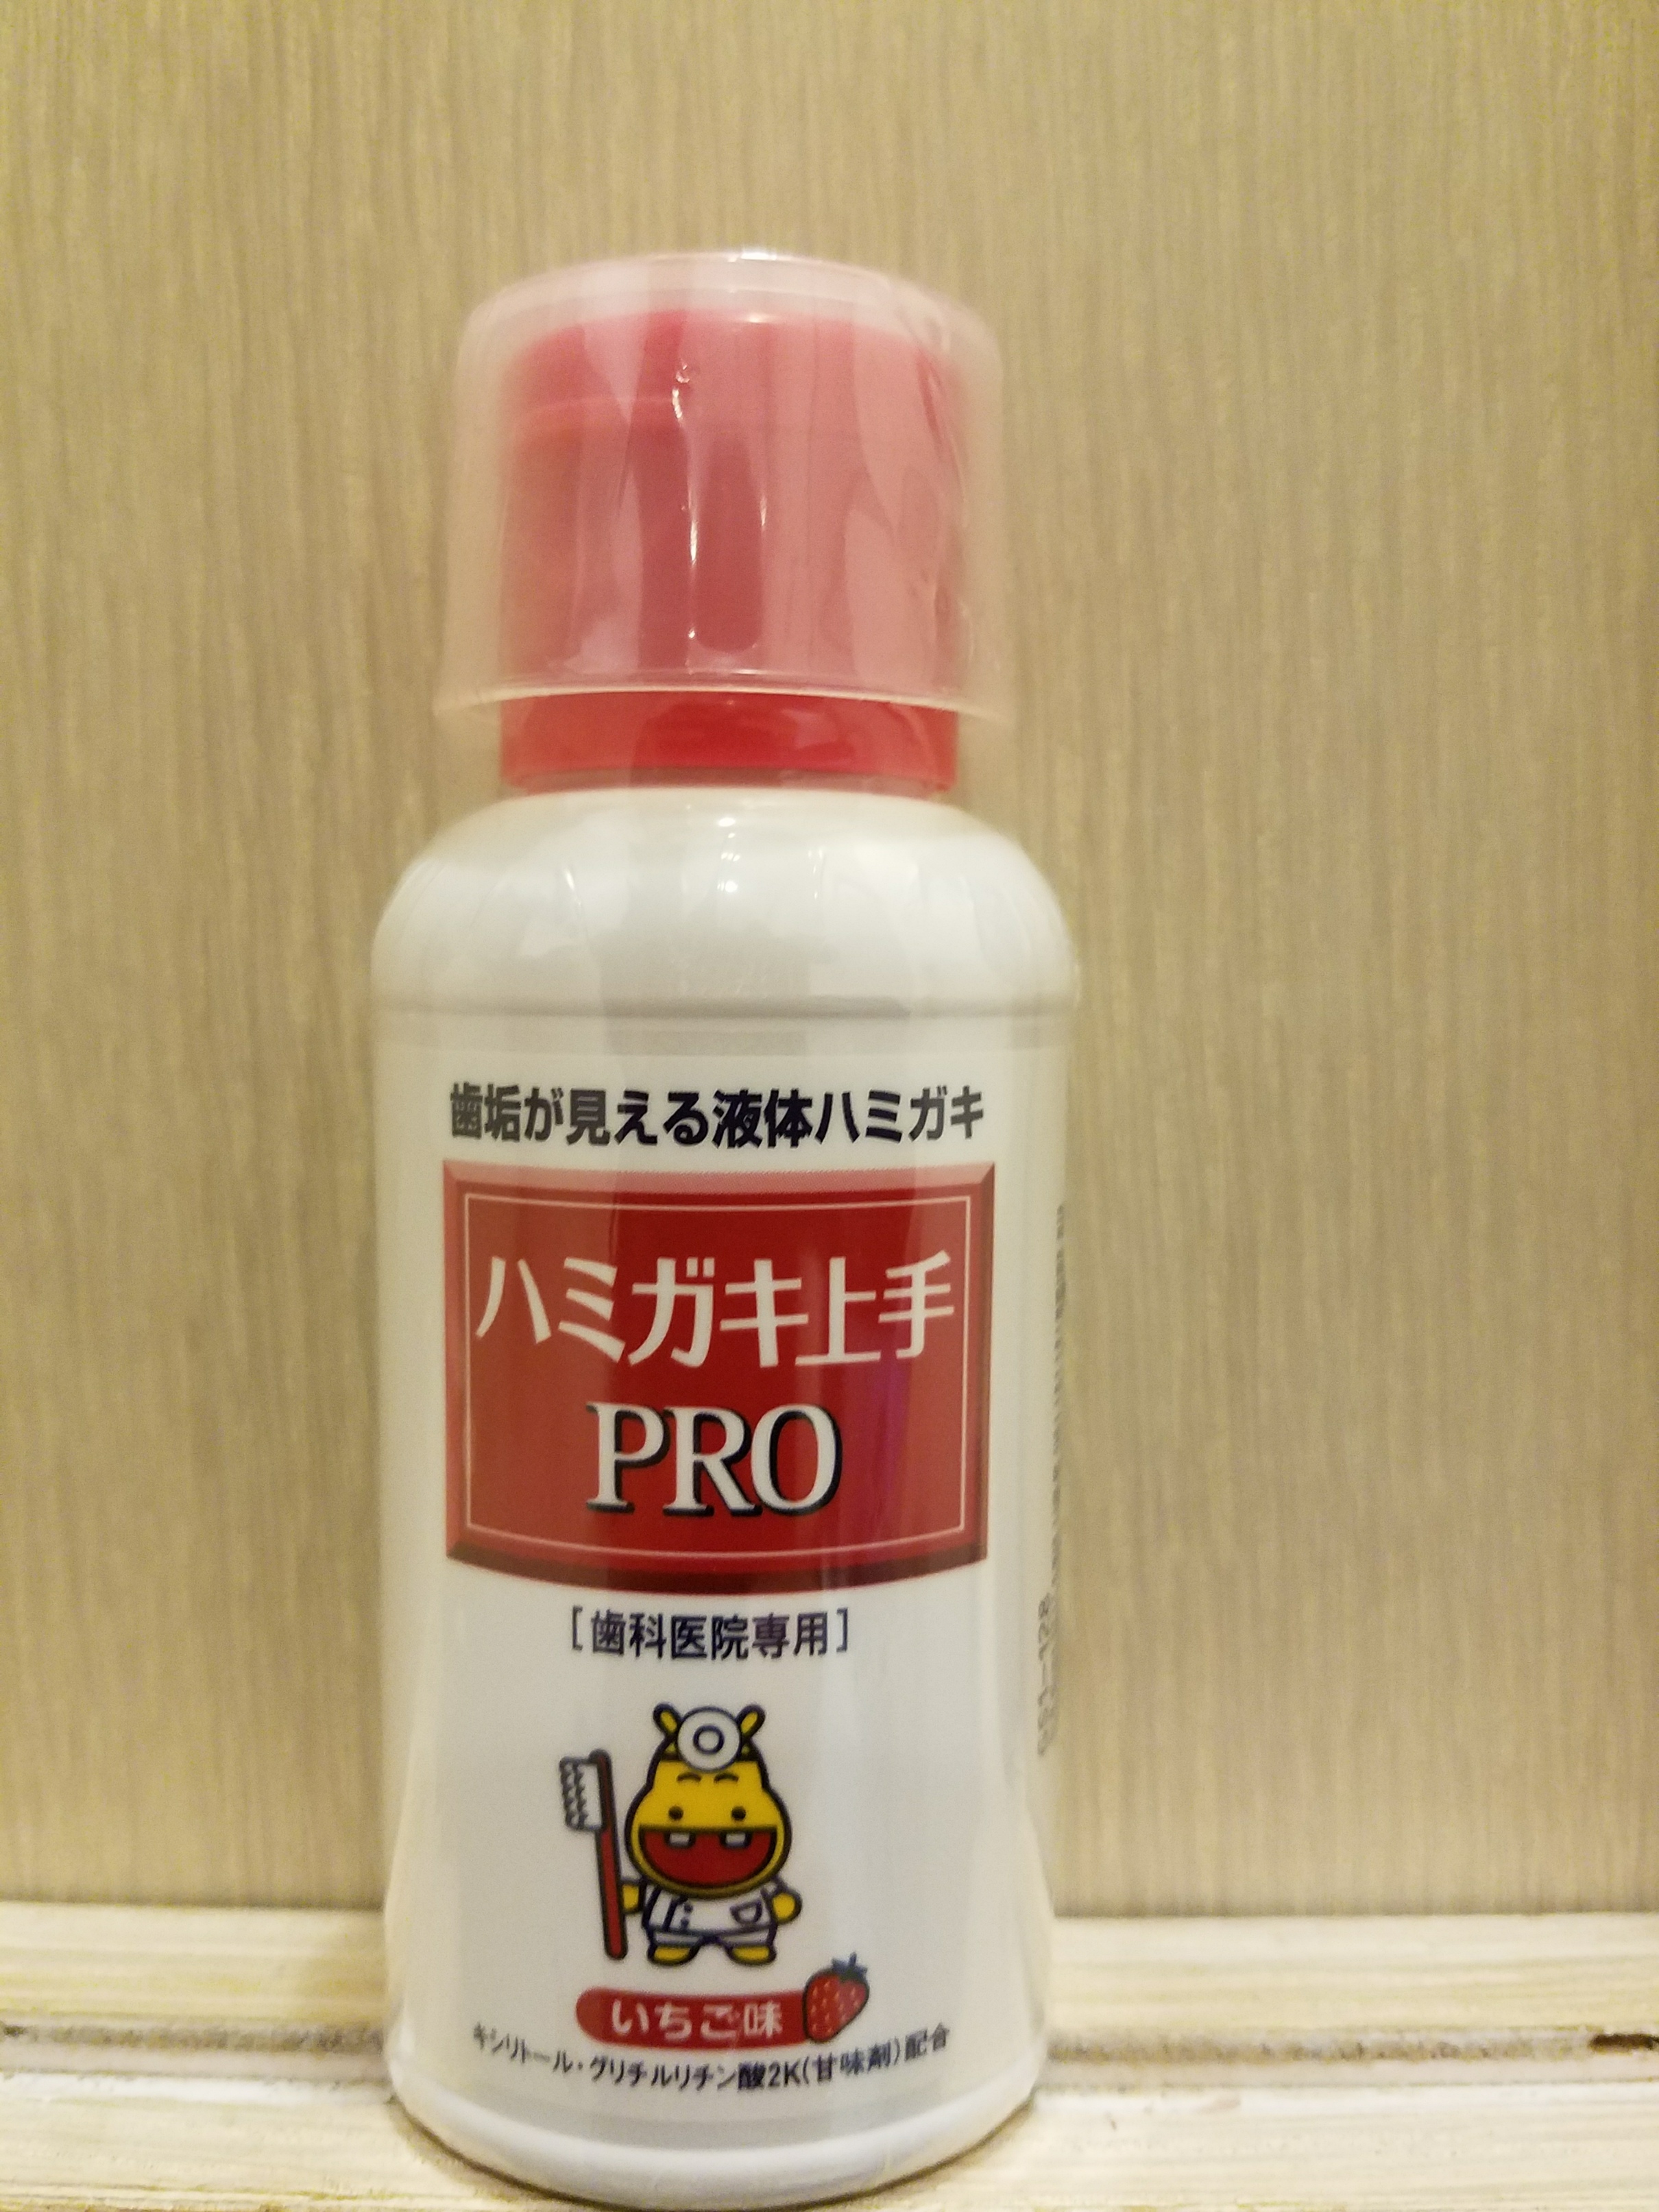 歯垢が見える液体ハミガキ
ハミガキ上手
PRO
［歯科医院専用］
いちご味
キシリトール・グリチルリチン酸2K(甘味剤)配合